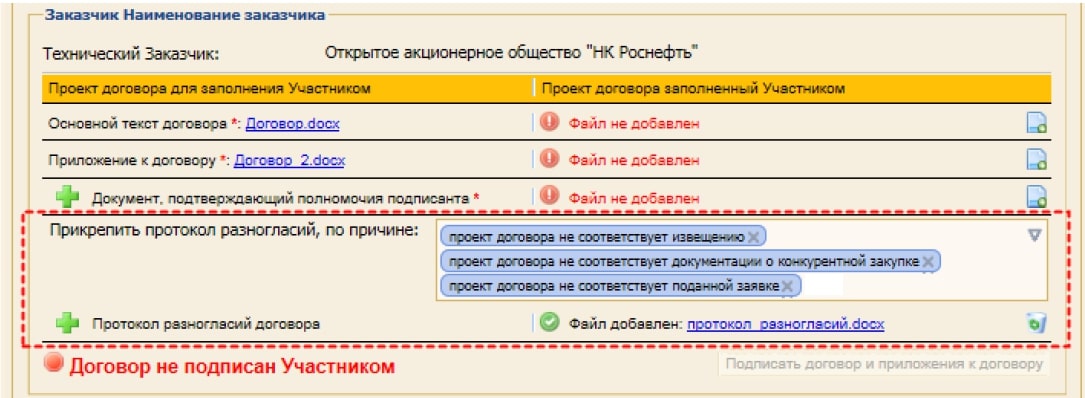 Заказчик Наименование заказчика
Технический Заказчик: Открытое акционерное общество "НК Роснефть"
Проект договора для заполнения Участником Проект договора заполненный Участником
Основной текст договора *: Договор.docx Файл не добавлен
Приложение к договору *: Договор_2.docx Файл не добавлен
Документ, подтверждающий полномочия подписанта * Файл не добавлен
Прикрепить протокол разногласий, по причине: проект договора не соответствует извещению
проект договора не соответствует документации о конкурентной закупке
проект договора не соответствует поданной заявке
Протокол разногласий договора Файл добавлен: протокол_разногласий.docx
Договор не подписан Участником Подписать договор и приложения к договору